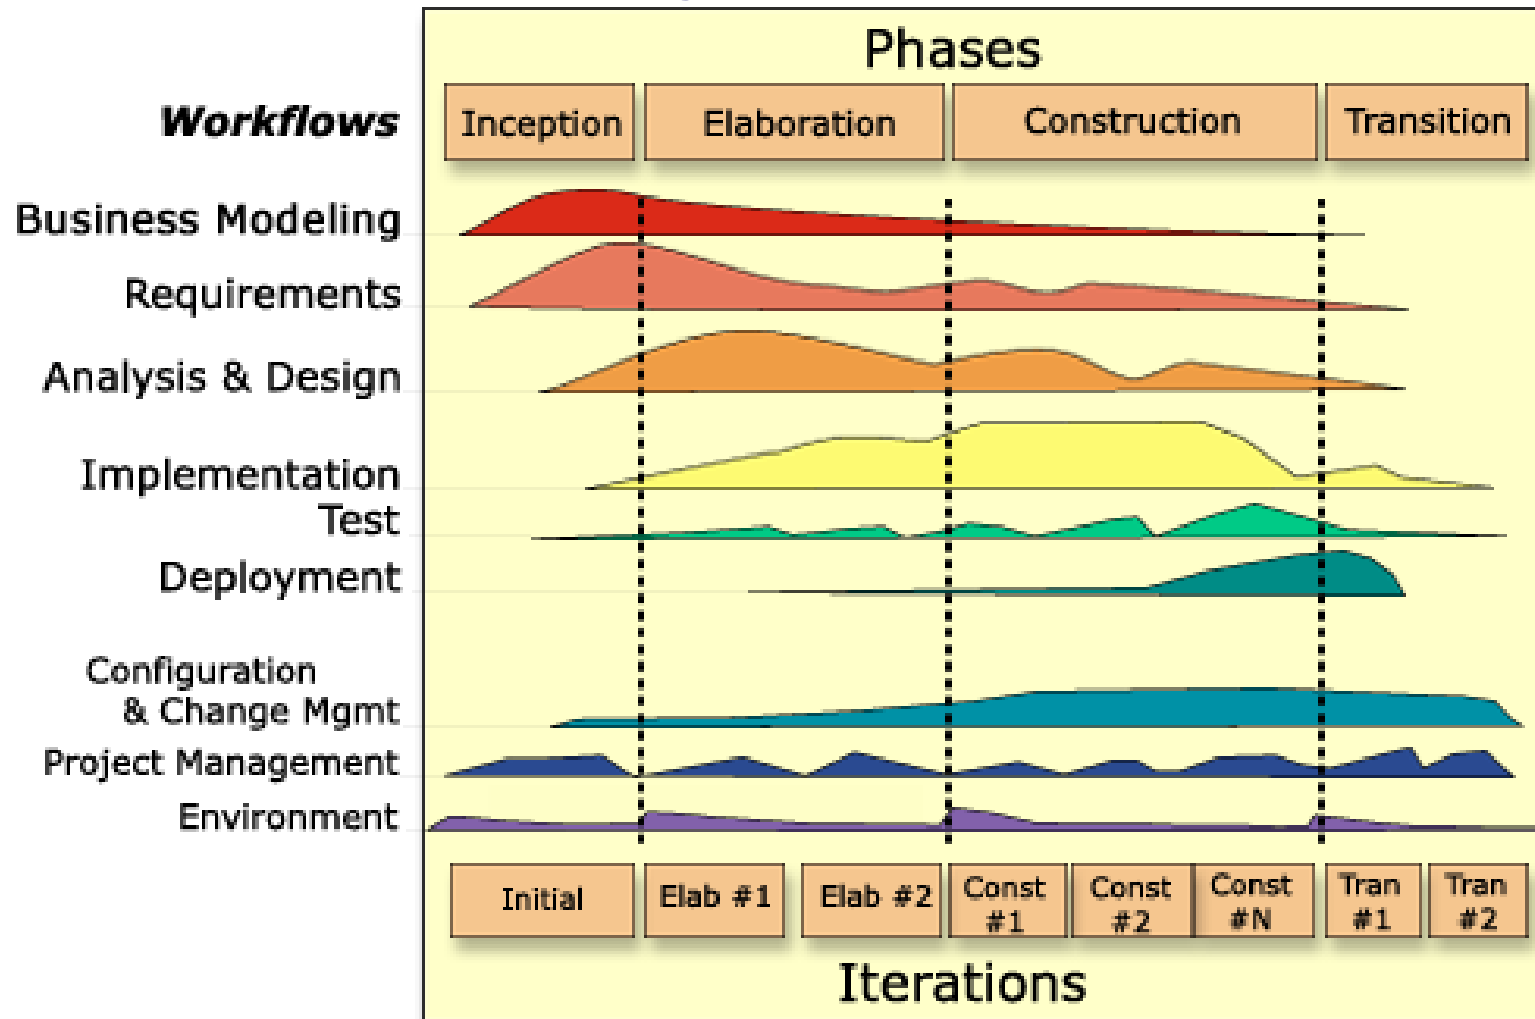 Phases
Workflows
Inception
Elaboration
Construction
Transition
Business Modeling
Requirements
Analysis & Design
Implementation
Test
Deployment
Configuration
& Change Mgmt
Project Management
Environment
Initial
Elab #1
Elab #2
Const
#1
Const
#2
Const
#N
Tran
#1
Tran
#2
Iterations